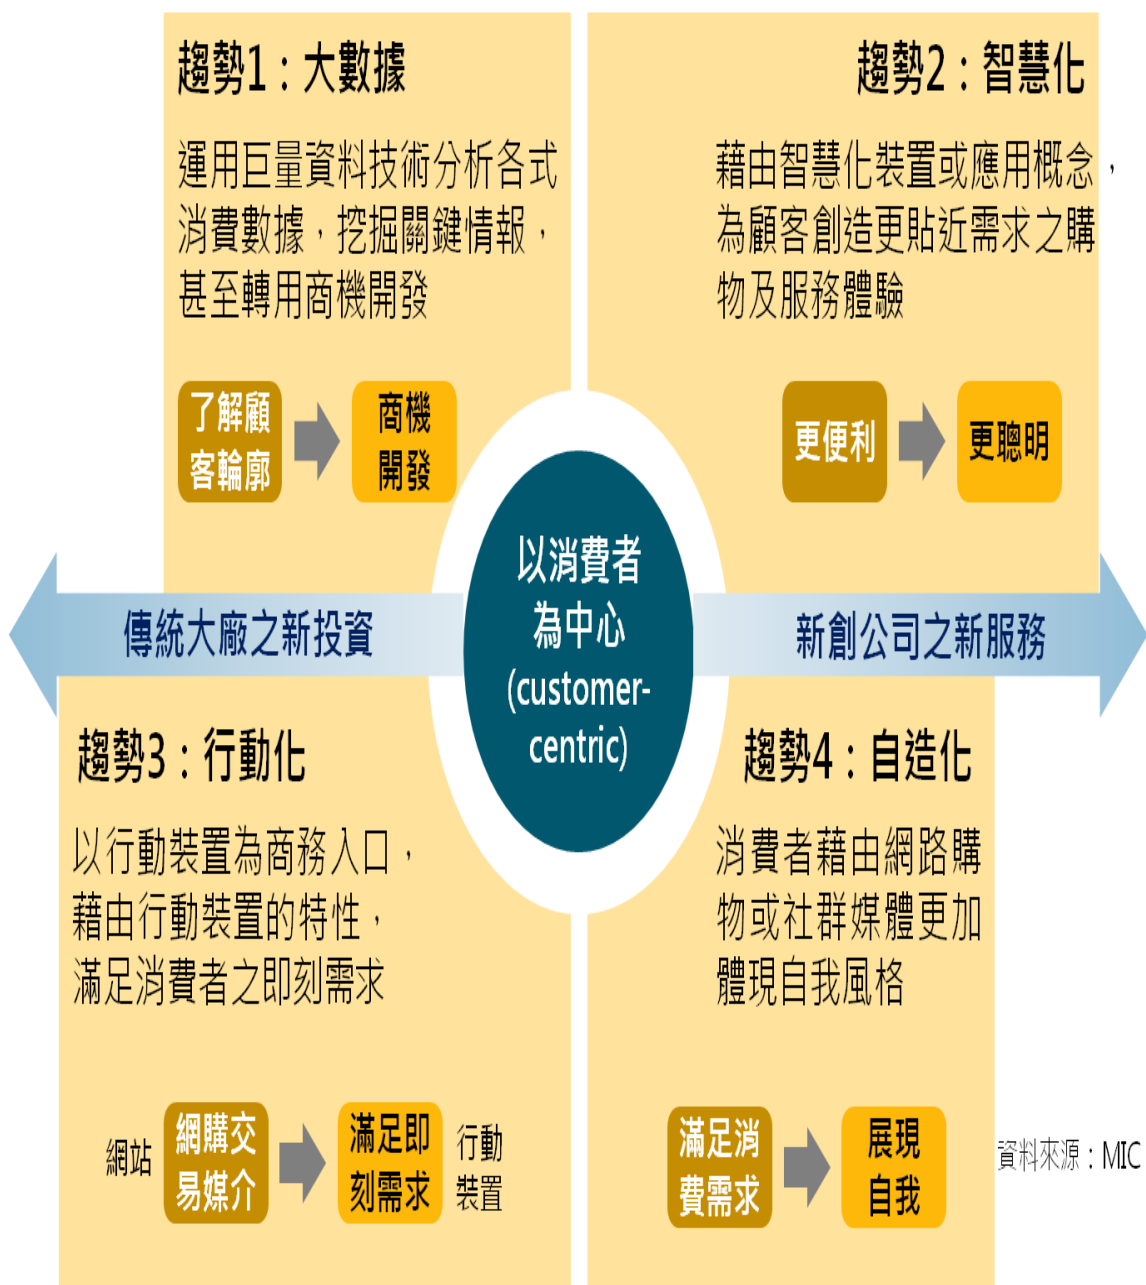 趨勢1：大數據
運用巨量資料技術分析各式
消費數據，挖掘關鍵情報，
甚至轉用商機開發
了解顧
客輪廓
商機
開發
趨勢2：智慧化
藉由智慧化裝置或應用概念，
為顧客創造更貼近需求之購
物及服務體驗
更便利
更聰明
傳統大廠之新投資
以消費者
為中心
(customer-
centric)
新創公司之新服務
趨勢3：行動化
以行動裝置為商務入口，
藉由行動裝置的特性，
滿足消費者之即刻需求
網站
網購交
易媒介
滿足即
刻需求
行動
裝置
趨勢4：自造化
消費者藉由網路購
物或社群媒體更加
體現自我風格
滿足消
費需求
展現
自我
資料來源：MIC